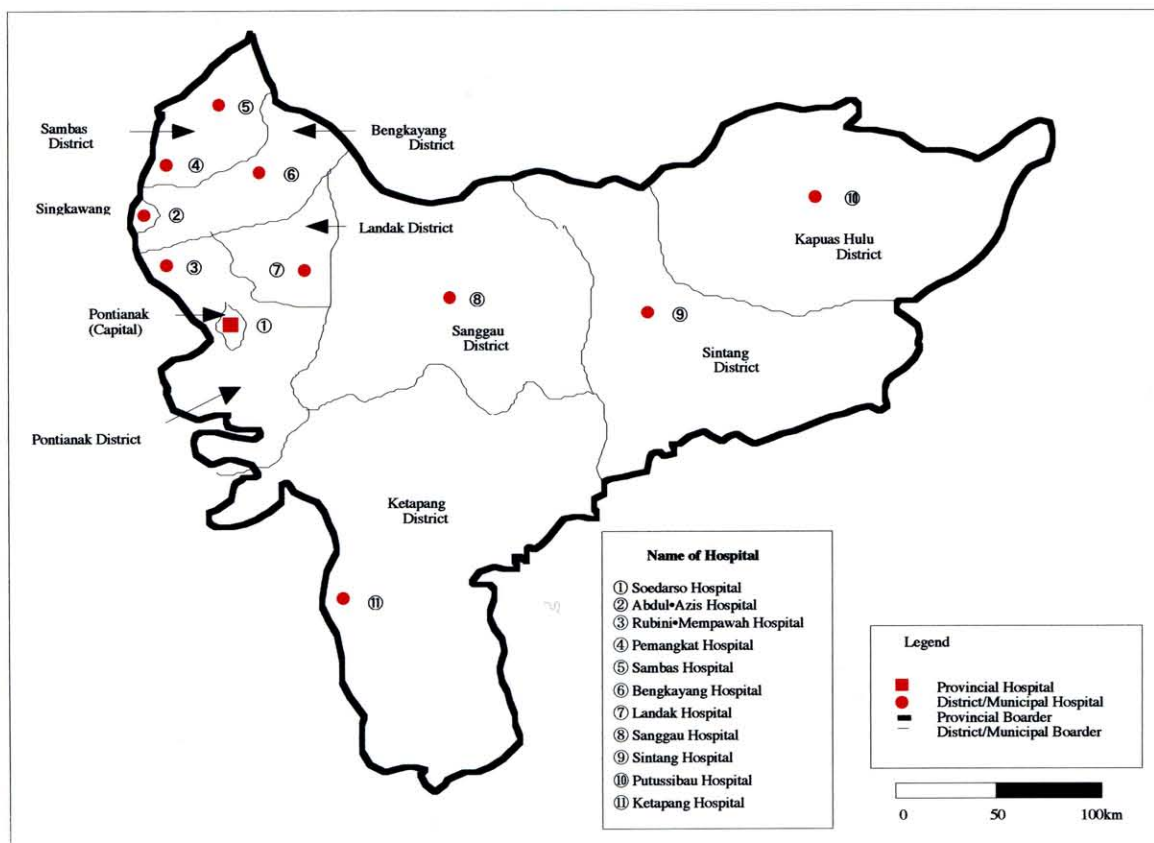 ⑤
Sambas
District
Bengkayang
District
④
⑥
Singkawang
②
⑩
Landak District
Kapuas Hulu
District
③
⑦
⑧
Pontianak
(Capital)
①
⑨
Sanggau
District
Sintang
District
Pontianak District
Ketapang
District
⑪
Name of Hospital
① Soedarso Hospital
② Abdul•Azis Hospital
③ Rubini•Mempawah Hospital
④ Pemangkat Hospital
⑤ Sambas Hospital
⑥ Bengkayang Hospital
⑦ Landak Hospital
⑧ Sanggau Hospital
⑨ Sintang Hospital
⑩ Putussibau Hospital
⑪ Ketapang Hospital
Legend
Provincial Hospital
District/Municipal Hospital
Provincial Boarder
District/Municipal Boarder
0 50 100km